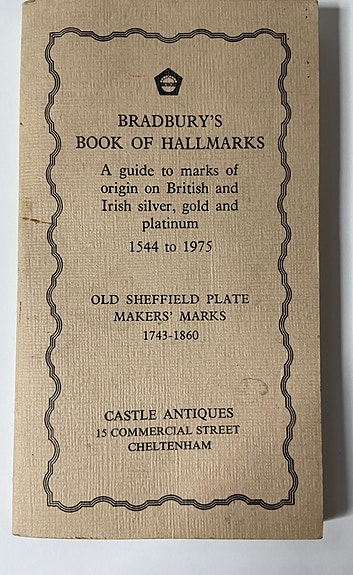 BRADBURY'S
BOOK OF HALLMARKS
A guide to marks of
origin on British and
Irish silver, gold and
platinum
1544 to 1975
OLD SHEFFIELD PLATE
MAKERS' MARKS
1743-1860
CASTLE ANTIQUES
15 COMMERCIAL STREET
CHELTENHAM